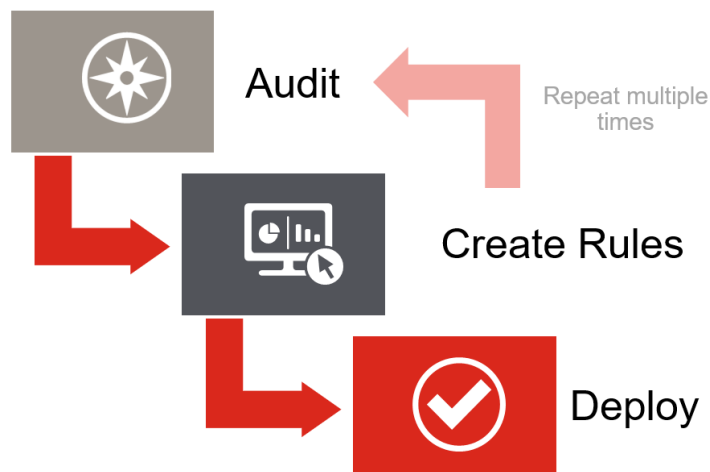 Audit
Repeat multiple
times
Create Rules
Deploy